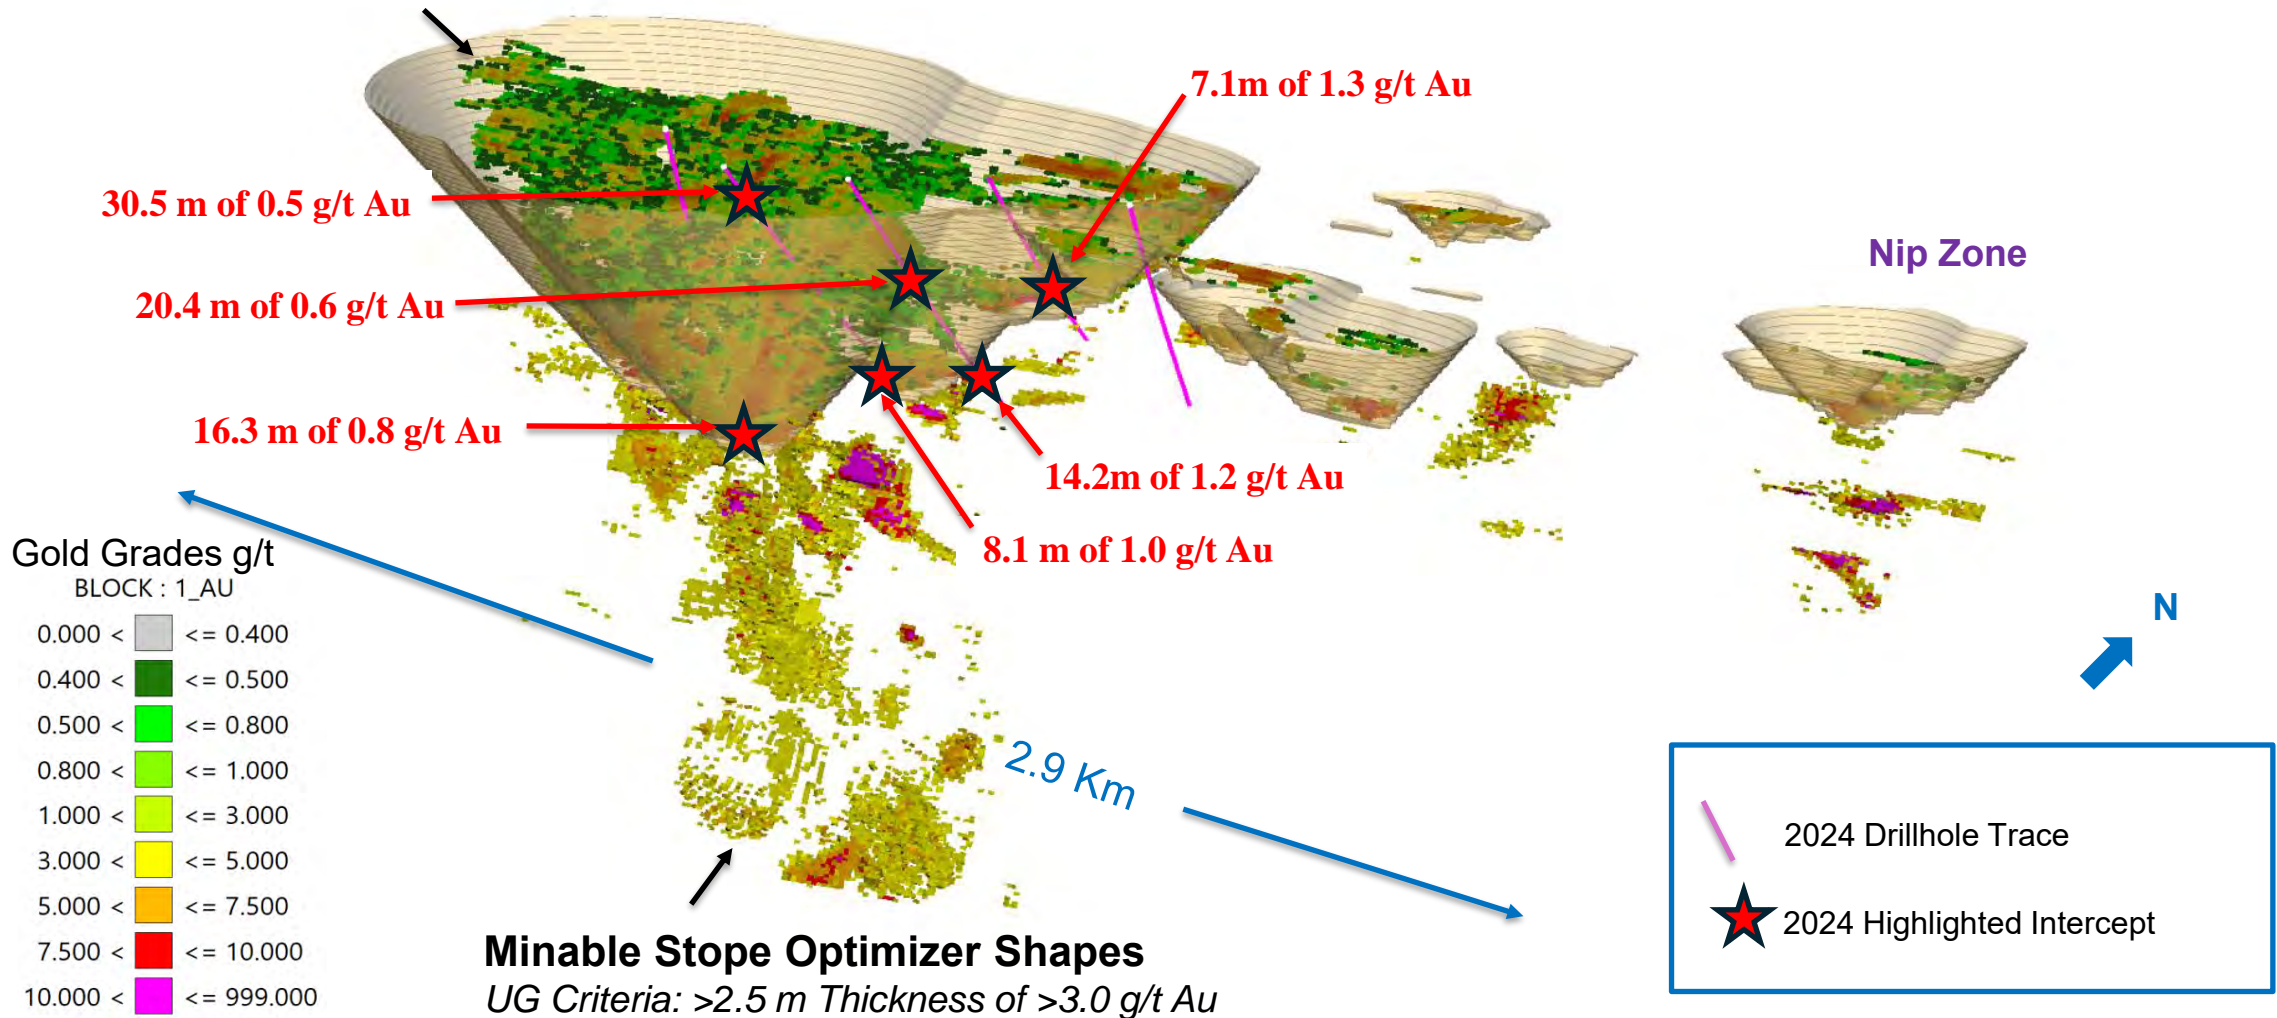 7.1m of 1.3 g/t Au
30.5 m of 0.5 g/t Au
Nip Zone
20.4 m of 0.6 g/t Au
16.3 m of 0.8 g/t Au
14.2m of 1.2 g/t Au
8.1 m of 1.0 g/t Au
Gold Grades g/t
BLOCK : 1_AU
0.000 < <= 0.400
0.400 < <= 0.500
0.500 < <= 0.800
0.800 < <= 1.000
1.000 < <= 3.000
3.000 < <= 5.000
5.000 < <= 7.500
7.500 < <= 10.000
10.000 < <= 999.000
N
2.9 Km
2024 Drillhole Trace
2024 Highlighted Intercept
Minable Stope Optimizer Shapes
UG Criteria: >2.5 m Thickness of >3.0 g/t Au